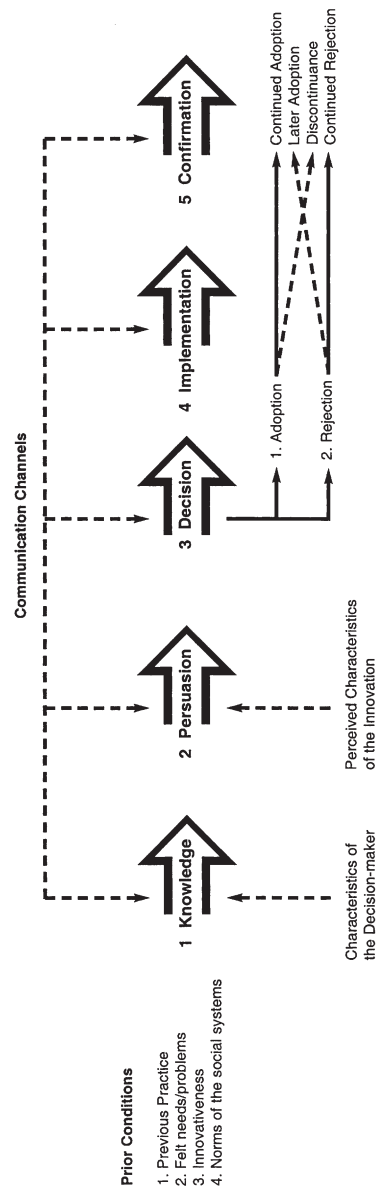 Communication Channels
Prior Conditions
1. Previous Practice
2. Felt needs/problems
3. Innovativeness
4. Norms of the social systems
1 Knowledge
2 Persuasion
3 Decision
4 Implementation
5 Confirmation
Characteristics of
the Decision-maker
Perceived Characteristics
of the Innovation
1. Adoption
2. Rejection
Continued Adoption
Later Adoption
Discontinuance
Continued Rejection